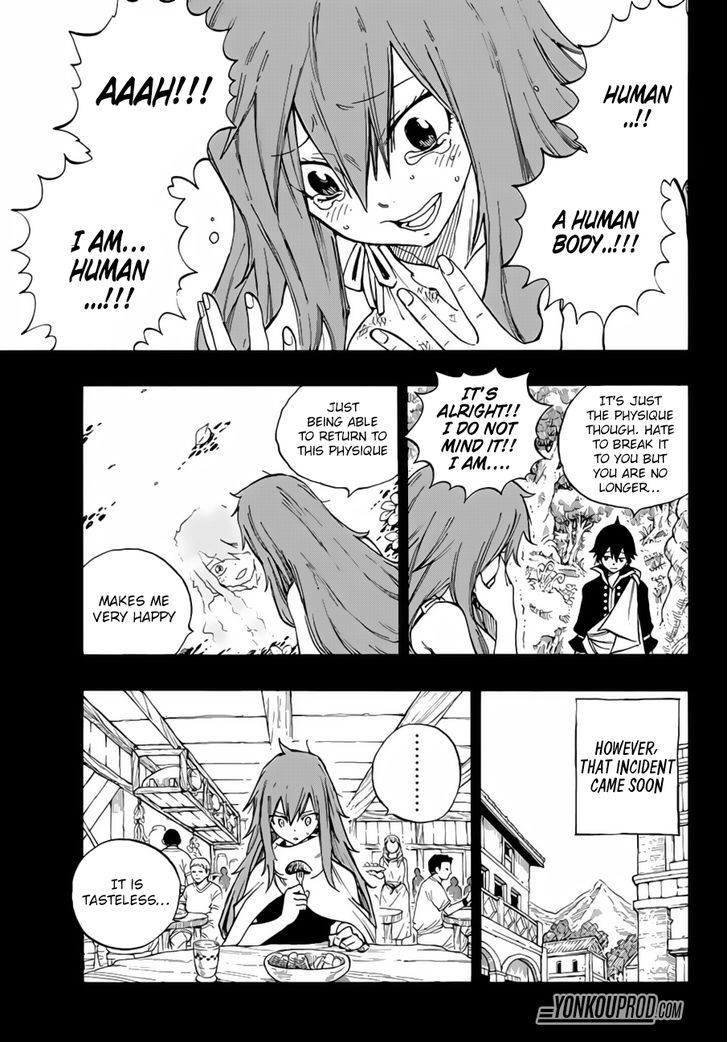 HUMAN
..!!
A HUMAN
BODY..!!!
AAAH!!!
I AM...
HUMAN
...!!!
IT'S JUST
THE PHYSIQUE
THOUGH. HATE
TO BREAK IT
TO YOU BUT
YOU ARE NO
LONGER...
IT'S
ALRIGHT!!
I DO NOT
MIND IT!!
I AM....
JUST
BEING ABLE
TO RETURN TO
THIS PHYSIQUE
MAKES ME
VERY HAPPY
HOWEVER,
THAT INCIDENT
CAME SOON
........
IT IS
TASTELESS...
YONKOUPROD.COM